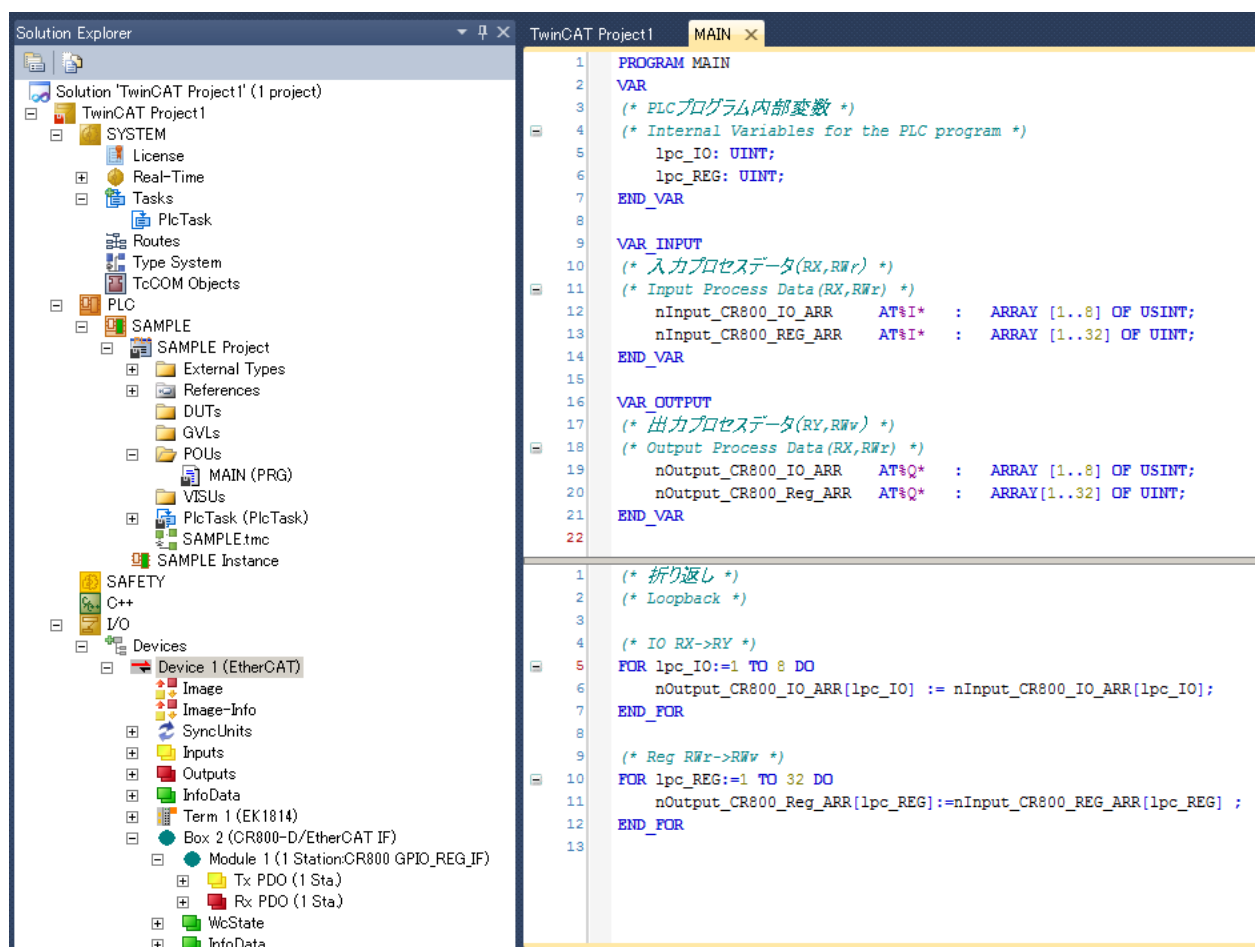 Solution Explorer
Solution 'TwinCAT Project1' (1 project)
TwinCAT Project1
SYSTEM
License
Real-Time
Tasks
PlcTask
Routes
Type System
TcCOM Objects
PLC
SAMPLE
SAMPLE Project
External Types
References
DUTs
GVLs
POUs
MAIN (PRG)
VISUs
PlcTask (PlcTask)
SAMPLE.tmc
SAMPLE Instance
SAFETY
C++
I/O
Devices
Device 1 (EtherCAT)
Image
Image-Info
SyncUnits
Inputs
Outputs
InfoData
Term 1 (EK1814)
Box 2 (CR800-D/EtherCAT IF)
Module 1 (1 Station:CR800 GPIO_REG_IF)
Tx PDO (1 Sta.)
Rx PDO (1 Sta.)
WcState
InfoData
TwinCAT Project1 MAIN
1 PROGRAM MAIN
2 VAR
3 (* PLCプログラム内部変数 *)
4 (* Internal Variables for the PLC program *)
5 lpc_IO: UINT;
6 lpc_REG: UINT;
7 END_VAR
8
9 VAR_INPUT
10 (* 入力プロセスデータ(RX,RWr) *)
11 (* Input Process Data(RX,RWr) *)
12 nInput_CR800_IO_ARR AT%I* : ARRAY [1..8] OF USINT;
13 nInput_CR800_REG_ARR AT%I* : ARRAY [1..32] OF UINT;
14 END_VAR
15
16 VAR_OUTPUT
17 (* 出力プロセスデータ(RY,RWw) *)
18 (* Output Process Data(RX,RWr) *)
19 nOutput_CR800_IO_ARR AT%Q* : ARRAY [1..8] OF USINT;
20 nOutput_CR800_Reg_ARR AT%Q* : ARRAY[1..32] OF UINT;
21 END_VAR
22
1 (* 折り返し *)
2 (* Loopback *)
3
4 (* IO RX->RY *)
5 FOR lpc_IO:=1 TO 8 DO
6 nOutput_CR800_IO_ARR[lpc_IO] := nInput_CR800_IO_ARR[lpc_IO];
7 END_FOR
8
9 (* Reg RWr->RWw *)
10 FOR lpc_REG:=1 TO 32 DO
11 nOutput_CR800_Reg_ARR[lpc_REG]:=nInput_CR800_REG_ARR[lpc_REG] ;
12 END_FOR
13